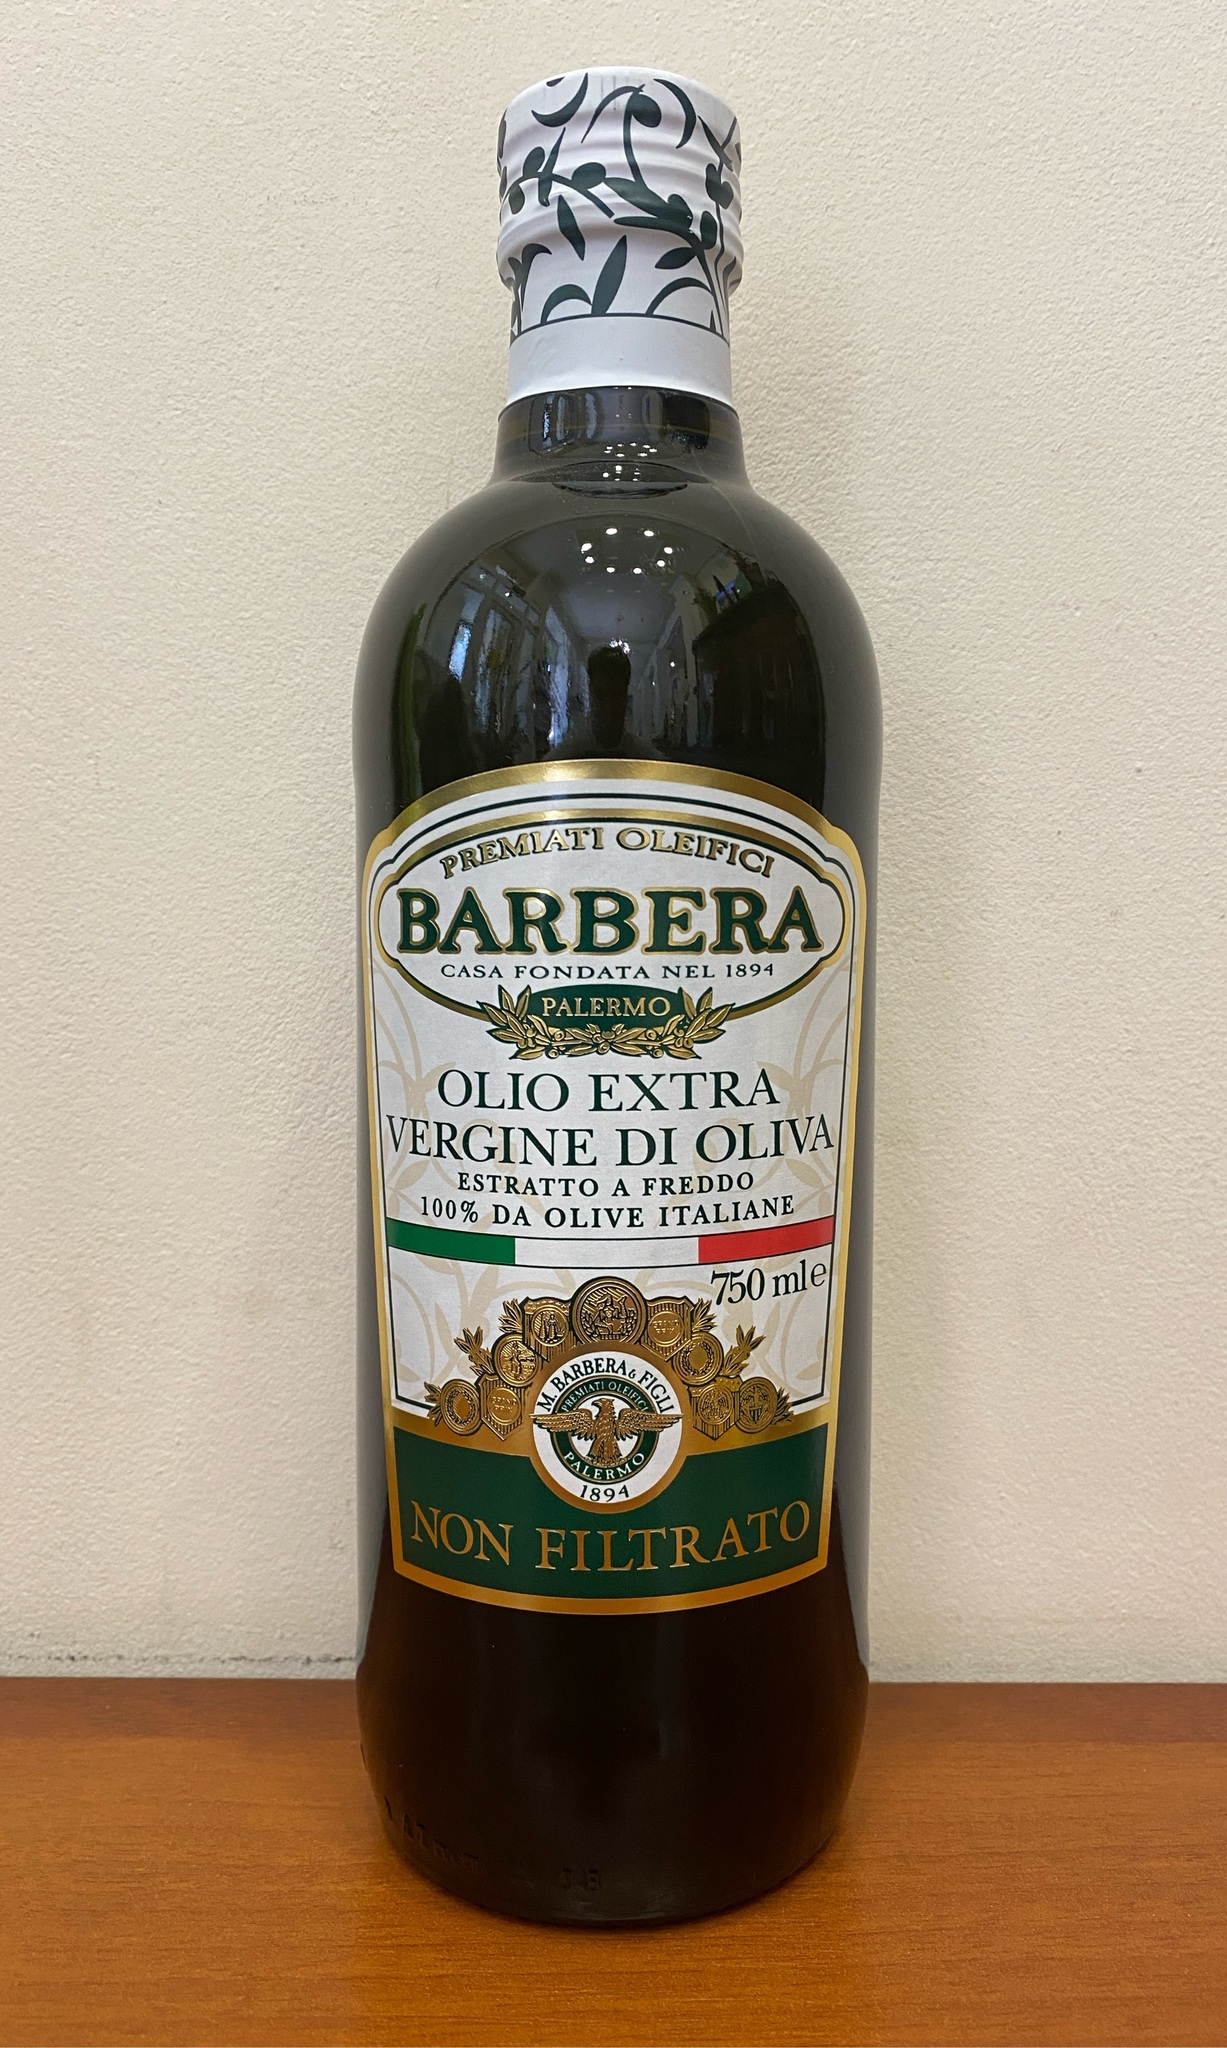 PREMIATI OLEIFICI
BARBERA
CASA FONDATA NEL 1894
PALERMO
OLIO EXTRA
VERGINE DI OLIVA
ESTRATTO A FREDDO
100% DA OLIVE ITALIANE
750 ml e
M. BARBERA & FIGLI
PREMIATI OLEIFICI
PALERMO
1894
NON FILTRATO